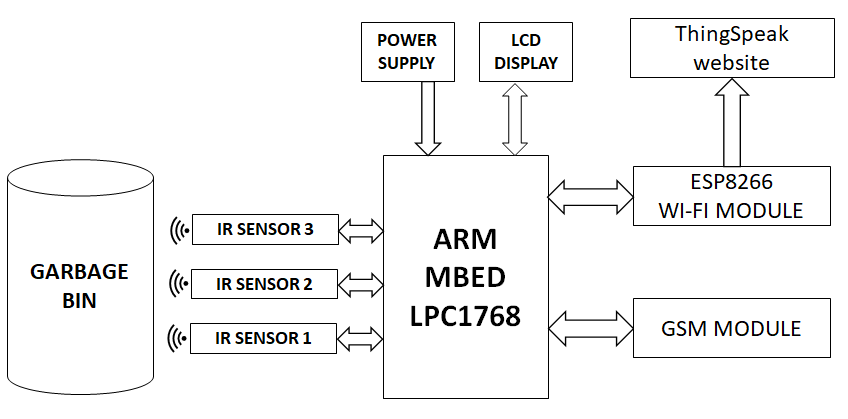 POWER
SUPPLY
LCD
DISPLAY
ThingSpeak
website
GARBAGE
BIN
IR SENSOR 3
IR SENSOR 2
IR SENSOR 1
ARM
MBED
LPC1768
ESP8266
WI-FI MODULE
GSM MODULE